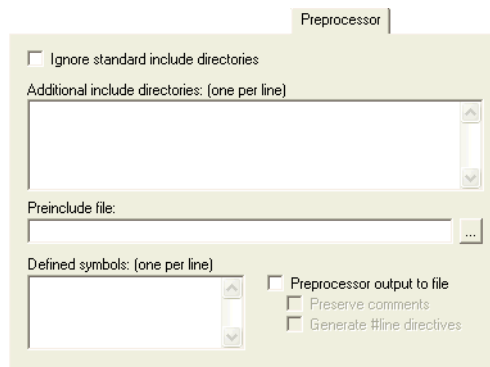 Preprocessor
Ignore standard include directories
Additional include directories: (one per line)
Preinclude file:
...
Defined symbols: (one per line)
Preprocessor output to file
Preserve comments
Generate #line directives